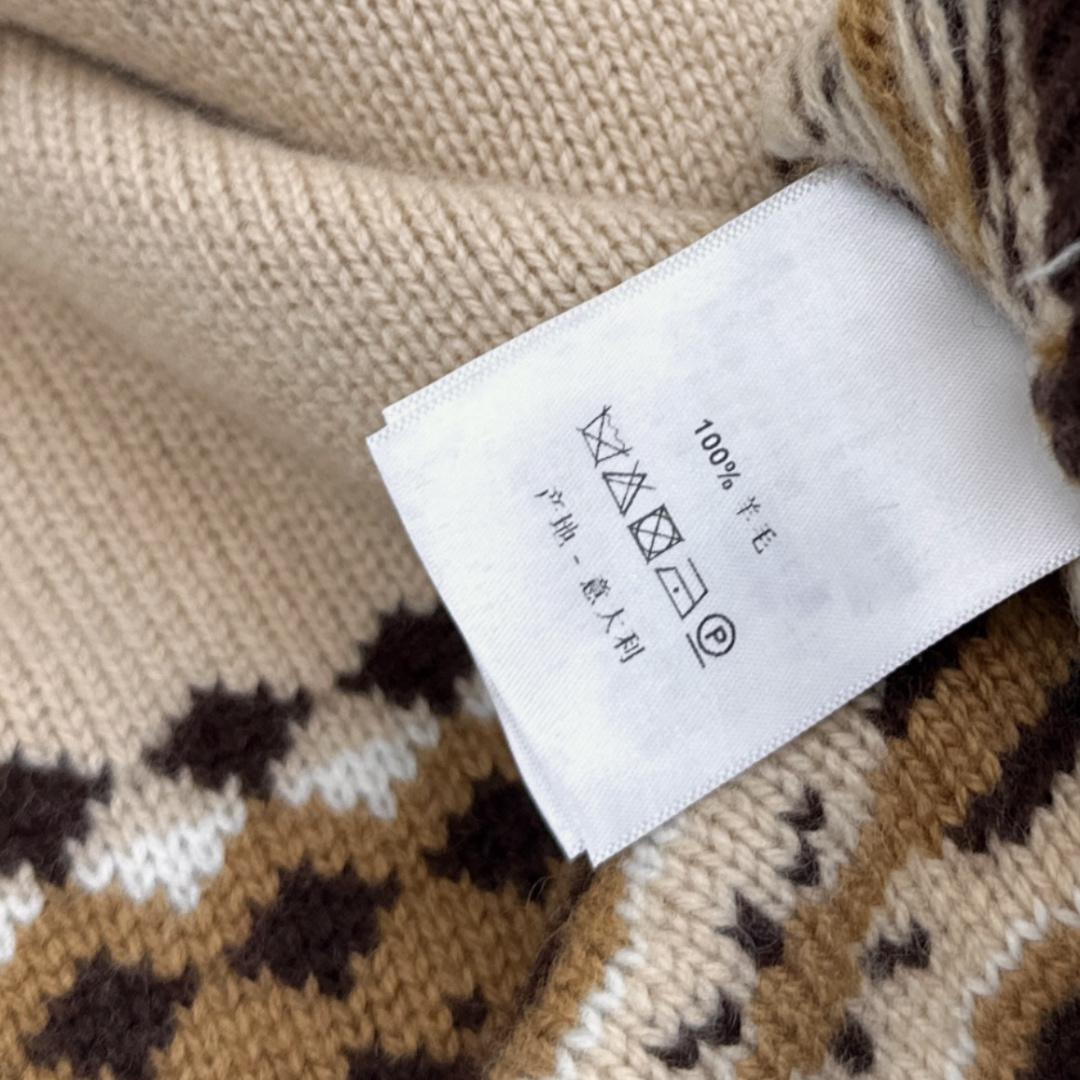 100% 羊毛
P
产地 - 意大利